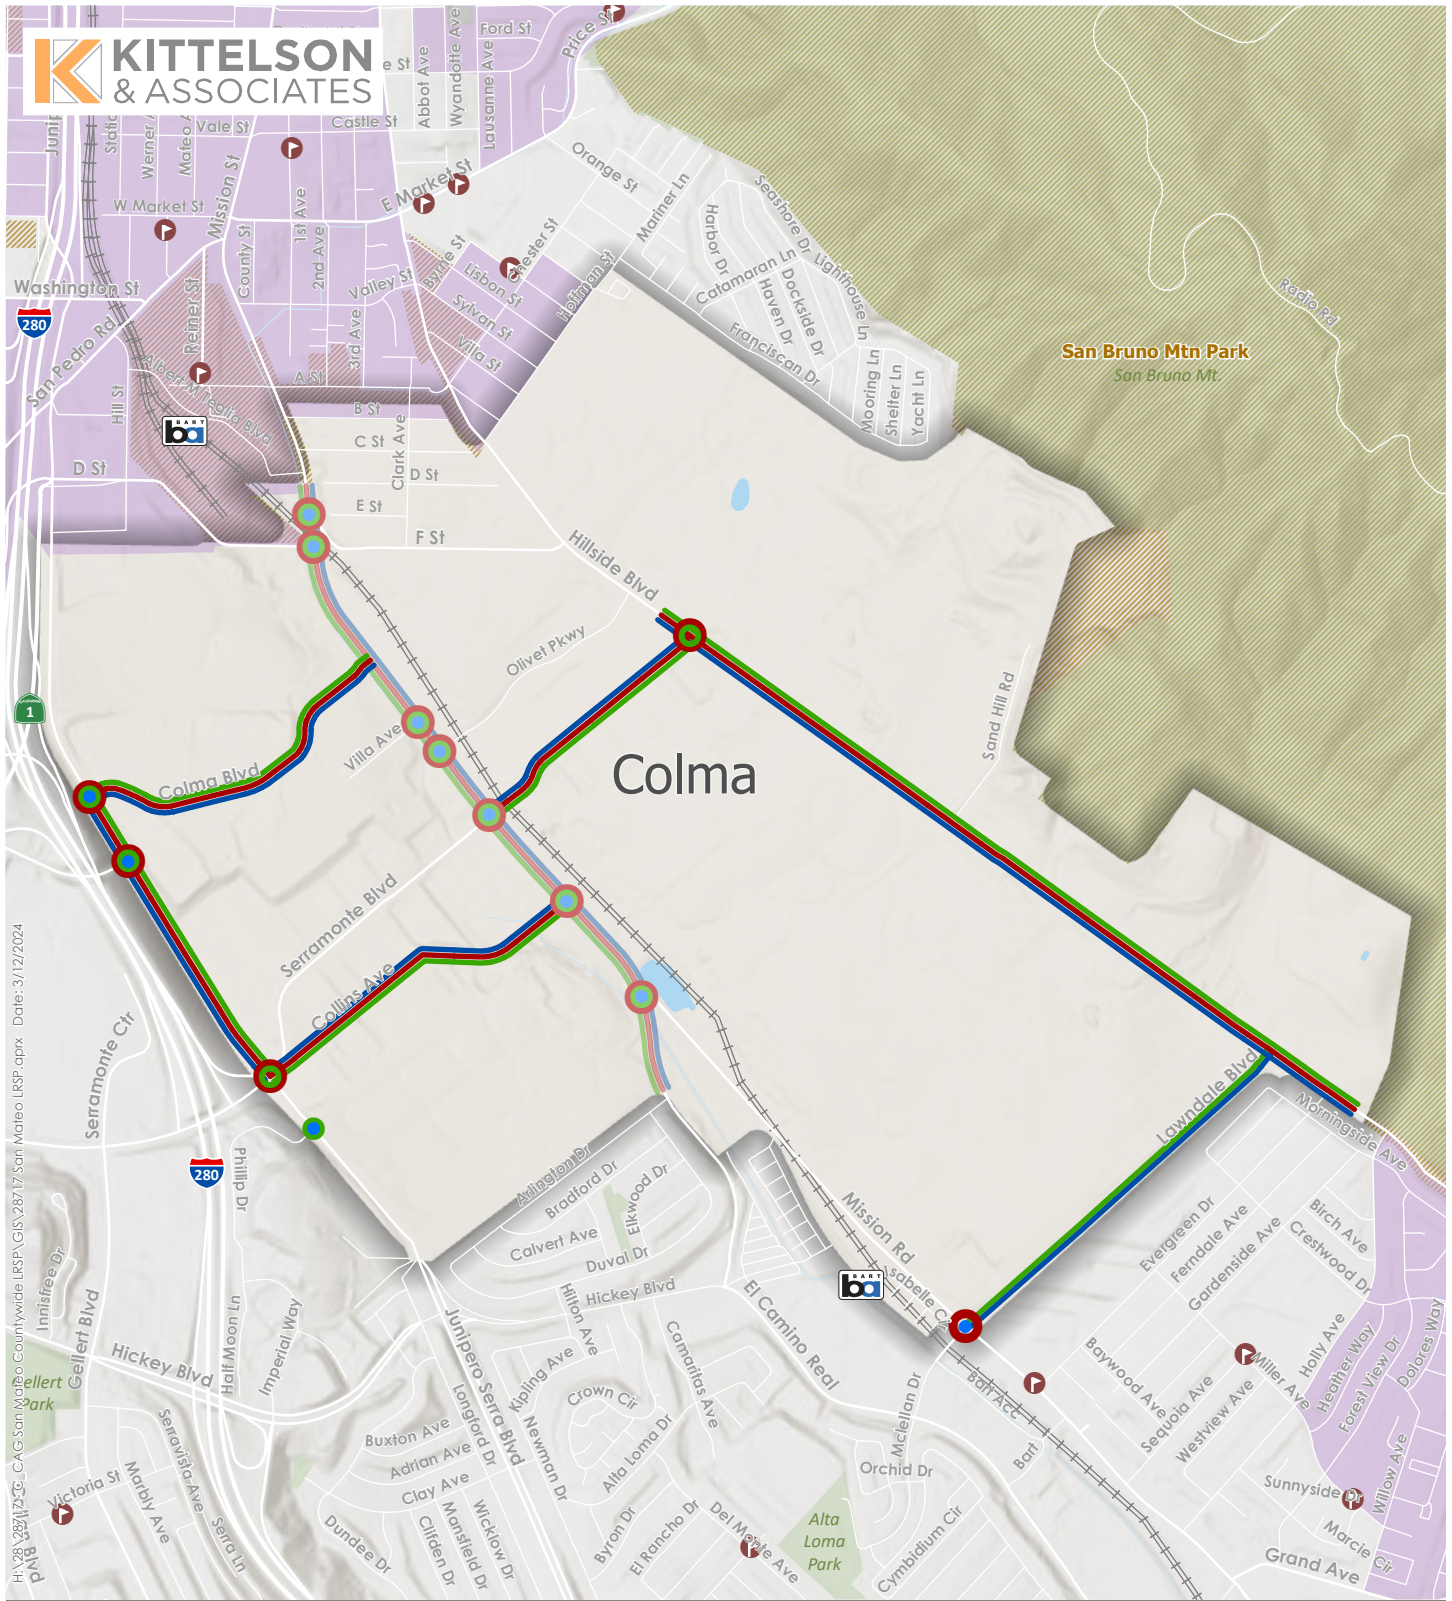 KITTELSON
& ASSOCIATES
Ford St
Price St
Abbot Ave
Wyandotte Ave
Lausanne Ave
e St
Castle St
Vale St
Mission St
W Market St
E Market St
Orange St
Mariner Ln
Seashore Dr
Harbor Dr
Lighthouse Ln
Catamaran Ln
Dockside Dr
Haven Dr
Franciscan Dr
Mooring Ln
Shelter Ln
Yacht Ln
Radio Rd
San Bruno Mtn Park
San Bruno Mt.
County St
1st Ave
2nd Ave
3rd Ave
Valley St
Byrne St
Lisbon St
Chester St
Hoffman St
Sylvan St
Villa St
Washington St
280
San Pedro Rd
Reiner St
Albert M Teglia Blvd
Hill St
BART
ba
A St
B St
C St
Clark Ave
D St
D St
E St
F St
Hillside Blvd
Olivet Pkwy
Sand Hill Rd
1
Villa Ave
Colma Blvd
Colma
Serramonte Blvd
Collins Ave
Serramonte Ctr
Lawndale Blvd
Morningside Ave
280
Phillip Dr
Arlington Dr
Bradford Dr
Elkwood Dr
Calvert Ave
Duval Dr
Hickey Blvd
Hilton Ave
Mission Rd
BART
ba
El Camino Real
Evergreen Dr
Ferndale Ave
Gardenside Ave
Birch Ave
Crestwood Dr
Innisfree Dr
Gellert Blvd
Half Moon Ln
Imperial Way
Hickey Blvd
Junipero Serra Blvd
Kipling Ave
Crown Cir
Camaritas Ave
Longford Dr
Newman Dr
Alta Loma Dr
Buxton Ave
Adrian Ave
Clay Ave
Mclellan Dr
Bart Acc
Bart
Baywood Ave
Sequoia Ave
Westview Ave
Miller Ave
Holly Ave
Heather Way
Forest View Dr
Dolores Way
Willow Ave
Orchid Dr
Sunnyside Dr
Marcie Cir
Grand Ave
Victoria St
Marbly Ave
Serravista Ave
Serra Ln
Dundee Dr
Clifden Dr
Mansfield Dr
Wicklow Dr
Byron Dr
El Rancho Dr
Del Monte Ave
Alta
Loma
Park
Cymbidium Cir
Park
Date: 3/12/2024